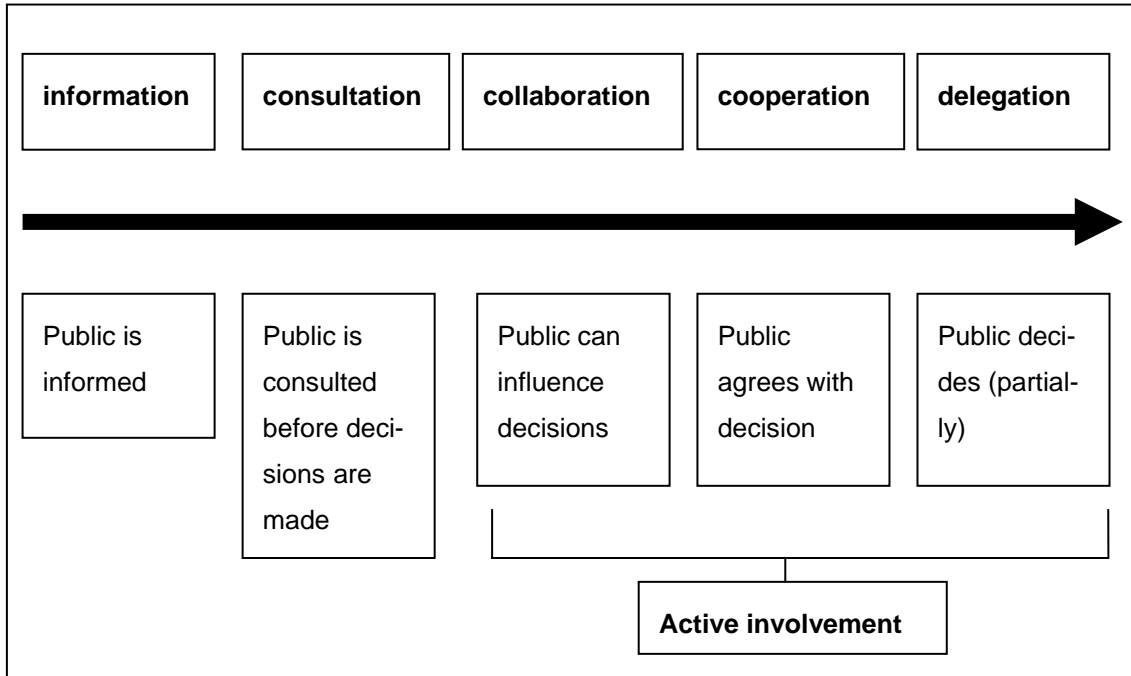 information
consultation
collaboration
cooperation
delegation
Public is
informed
Public is
consulted
before deci-
sions are
made
Public can
influence
decisions
Public
agrees with
decision
Public deci-
des (partial-
ly)
Active involvement